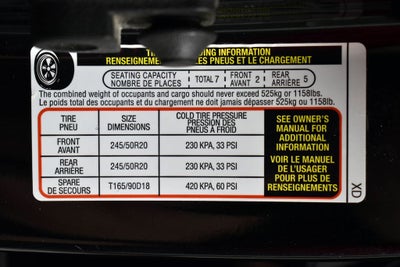 INFORMATION
RENSEIGNEMENTS LES PNEUS ET LE CHARGEMENT
SEATING CAPACITY
NOMBRE DE PLACES
TOTAL 7
FRONT
AVANT
2
REAR
ARRIÈRE
5
The combined weight of occupants and cargo should never exceed 525kg or 1158lbs.
Le poids total des occupants et du chargement ne doit jamais dépasser 525kg or 1158lbs.
TIRE
PNEU
SIZE
DIMENSIONS
COLD TIRE PRESSURE
PRESSION DES
PNEUS À FROID
FRONT
AVANT
245/50R20
230 KPA, 33 PSI
REAR
ARRIÈRE
245/50R20
230 KPA, 33 PSI
SPARE
DE SECOURS
T165/90D18
420 KPA, 60 PSI
SEE OWNER'S
MANUAL FOR
ADDITIONAL
INFORMATION
VOIR LE MANUEL
DE L'USAGER
POUR PLUS DE
RENSEIGNEMENTS
XD